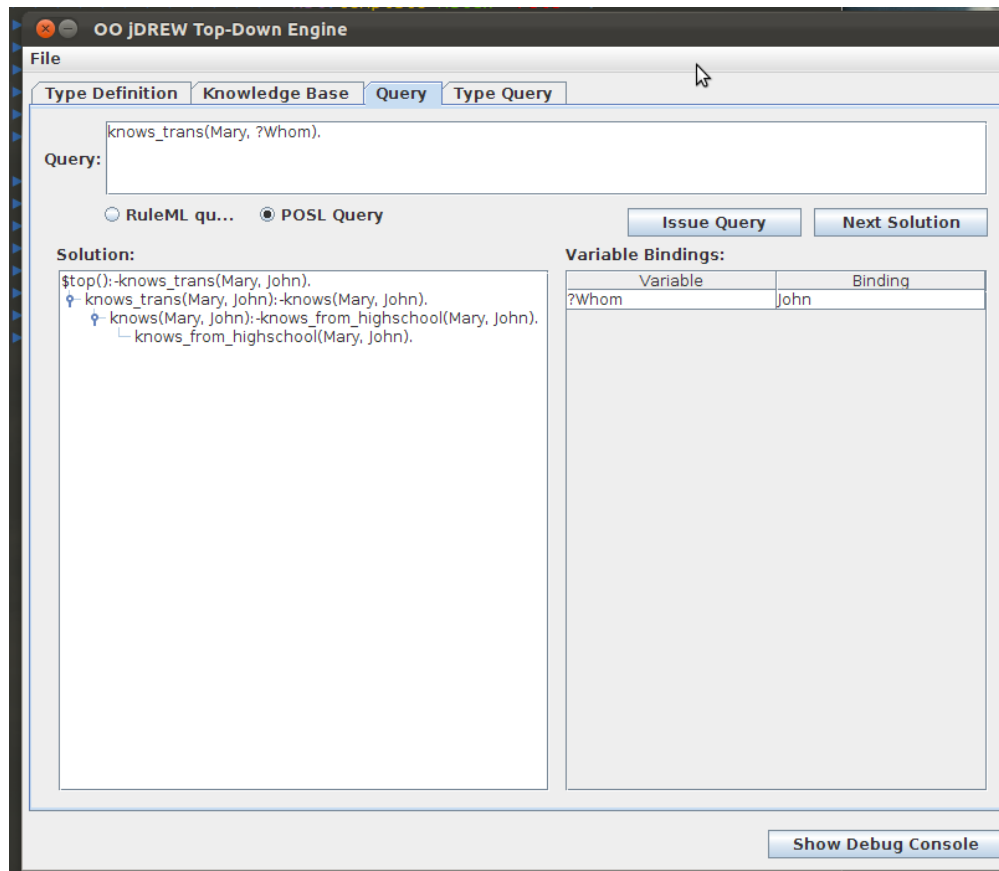 OO jDREW Top-Down Engine
File
Type Definition Knowledge Base Query Type Query
knows_trans(Mary, ?Whom).
Query:
RuleML qu... POSL Query
Issue Query Next Solution
Solution: Variable Bindings:
$top():-knows_trans(Mary, John). Variable Binding
knows_trans(Mary, John):-knows(Mary, John). ?Whom John
knows(Mary, John):-knows_from_highschool(Mary, John).
knows_from_highschool(Mary, John).
Show Debug Console